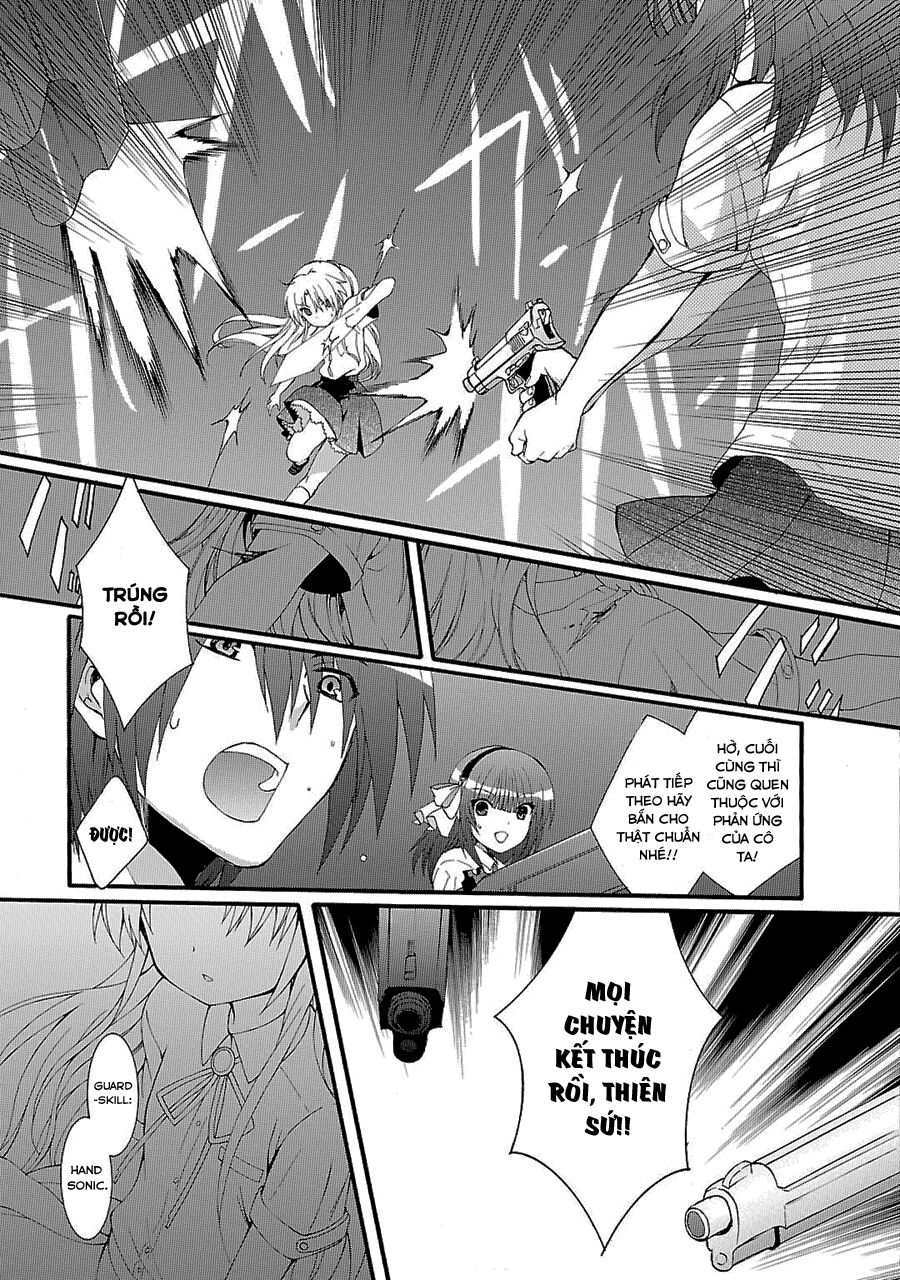 HỜ, CUỐI
CÙNG THÌ
CŨNG QUEN
THUỘC VỚI
PHẢN ỨNG
CỦA CÔ
TA!
PHÁT TIẾP
THEO HÃY
BẮN CHO
THẬT CHUẨN
NHÉ!!
TRÚNG
RỒI!
ĐƯỢC!
MỌI
CHUYỆN
KẾT THÚC
RỒI, THIÊN
SỨ!!
GUARD
-SKILL:
HAND
SONIC.